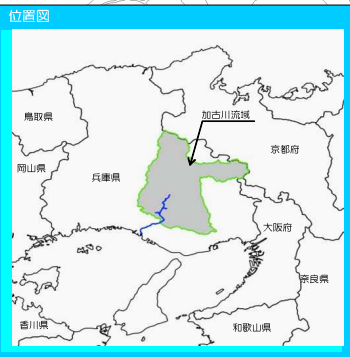 位置図
加古川流域
鳥取県
京都府
岡山県
兵庫県
大阪府
奈良県
香川県
和歌山県